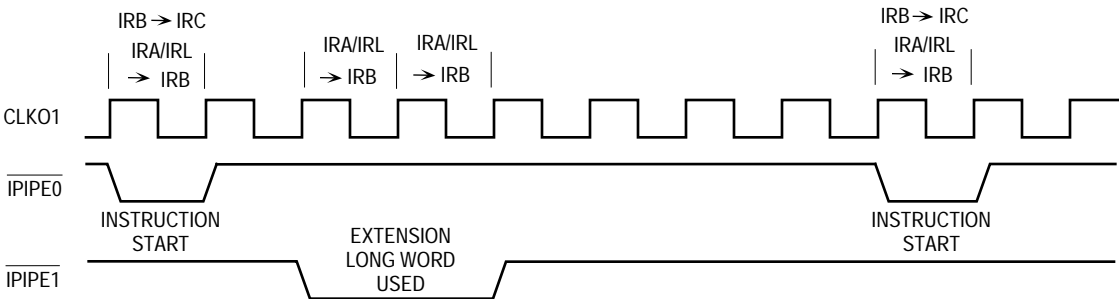 IRB → IRC
IRA/IRL
→ IRB
IRA/IRL
→ IRB
IRA/IRL
→ IRB
IRB → IRC
IRA/IRL
→ IRB
CLKO1
IPIPE0
INSTRUCTION
START
INSTRUCTION
START
EXTENSION
LONG WORD
USED
IPIPE1